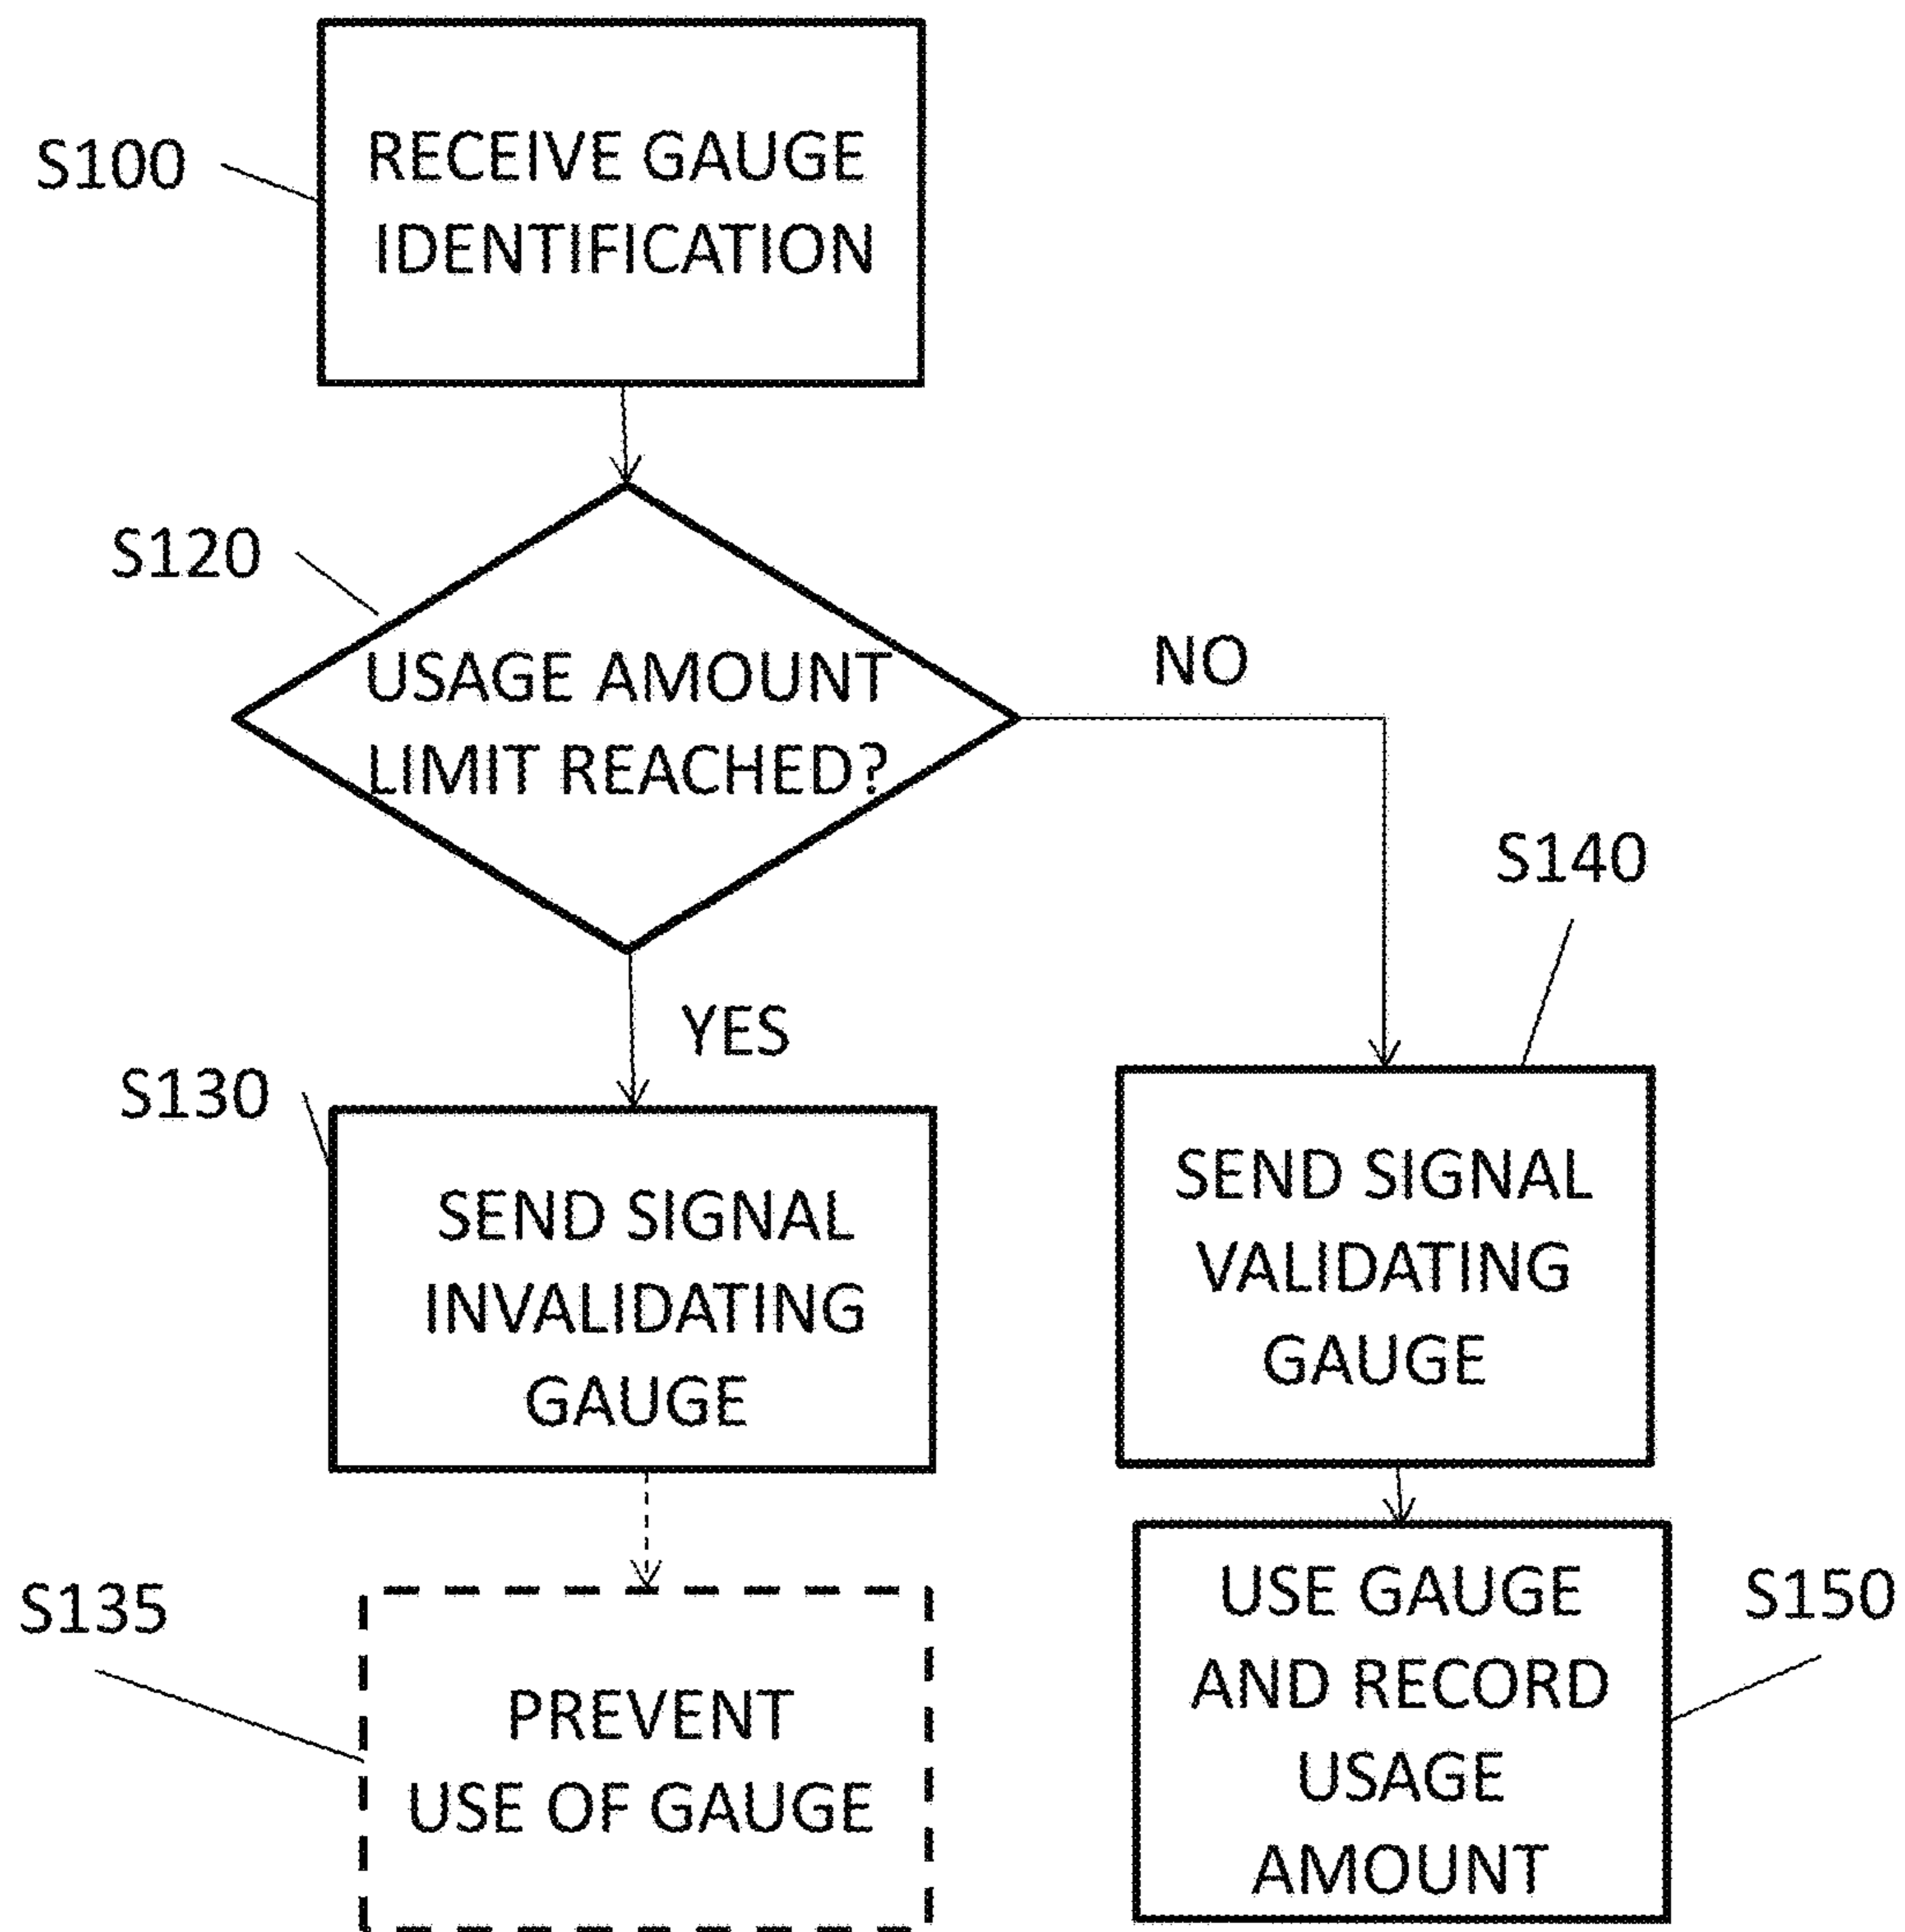 S100
RECEIVE GAUGE
IDENTIFICATION
S120
USAGE AMOUNT
LIMIT REACHED?
NO
YES
S130
SEND SIGNAL
INVALIDATING
GAUGE
S135
PREVENT
USE OF GAUGE
S140
SEND SIGNAL
VALIDATING
GAUGE
S150
USE GAUGE
AND RECORD
USAGE
AMOUNT